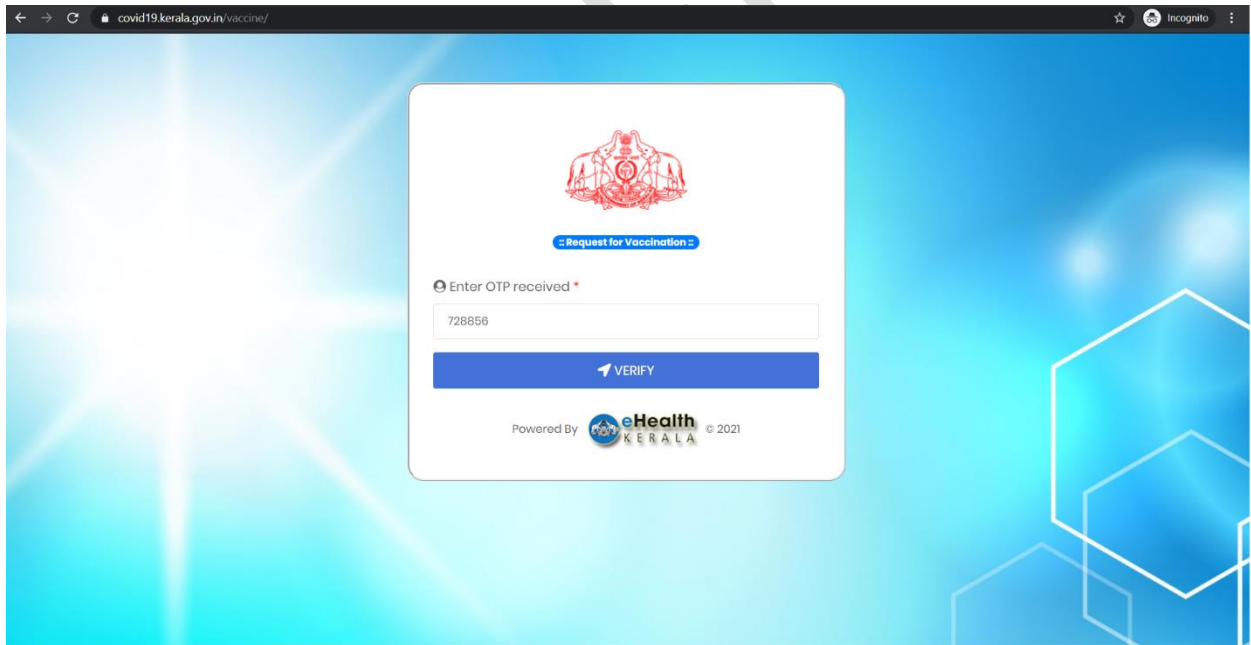 covid19.kerala.gov.in/vaccine/
Incognito
:: Request for Vaccination ::
Enter OTP received *
728856
VERIFY
Powered By eHealth KERALA © 2021